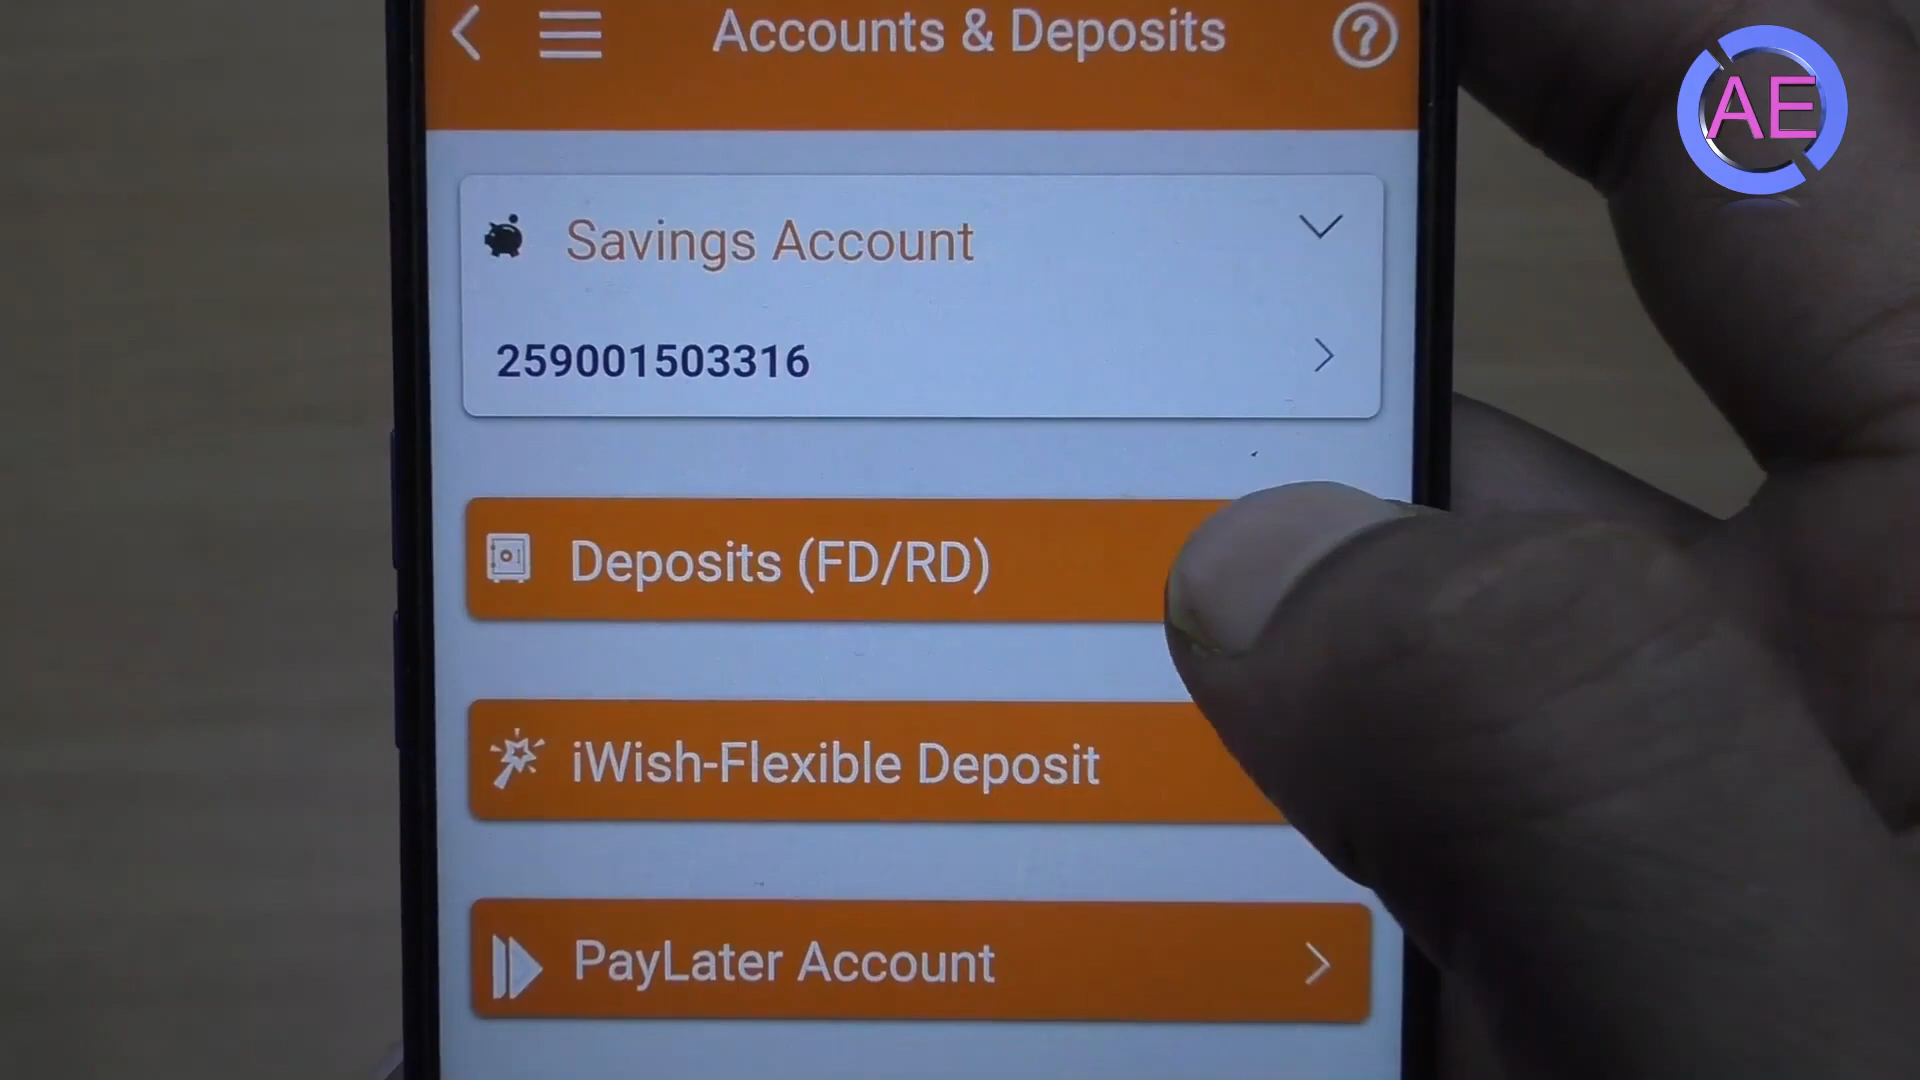 Accounts & Deposits
AE
Savings Account
259001503316
Deposits (FD/RD)
iWish-Flexible Deposit
PayLater Account